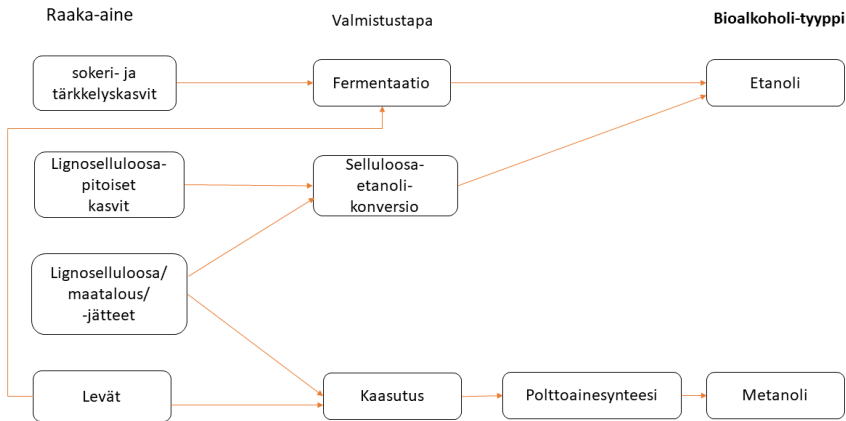 Raaka-aine
Valmistustapa
Bioalkoholi-tyyppi
sokeri- ja
tärkkelyskasvit
Fermentaatio
Etanoli
Lignoselluloosa-
pitoiset
kasvit
Selluloosa-
etanoli-
konversio
Lignoselluloosa/
maatalous/
-jätteet
Levät
Kaasutus
Polttoainesynteesi
Metanoli